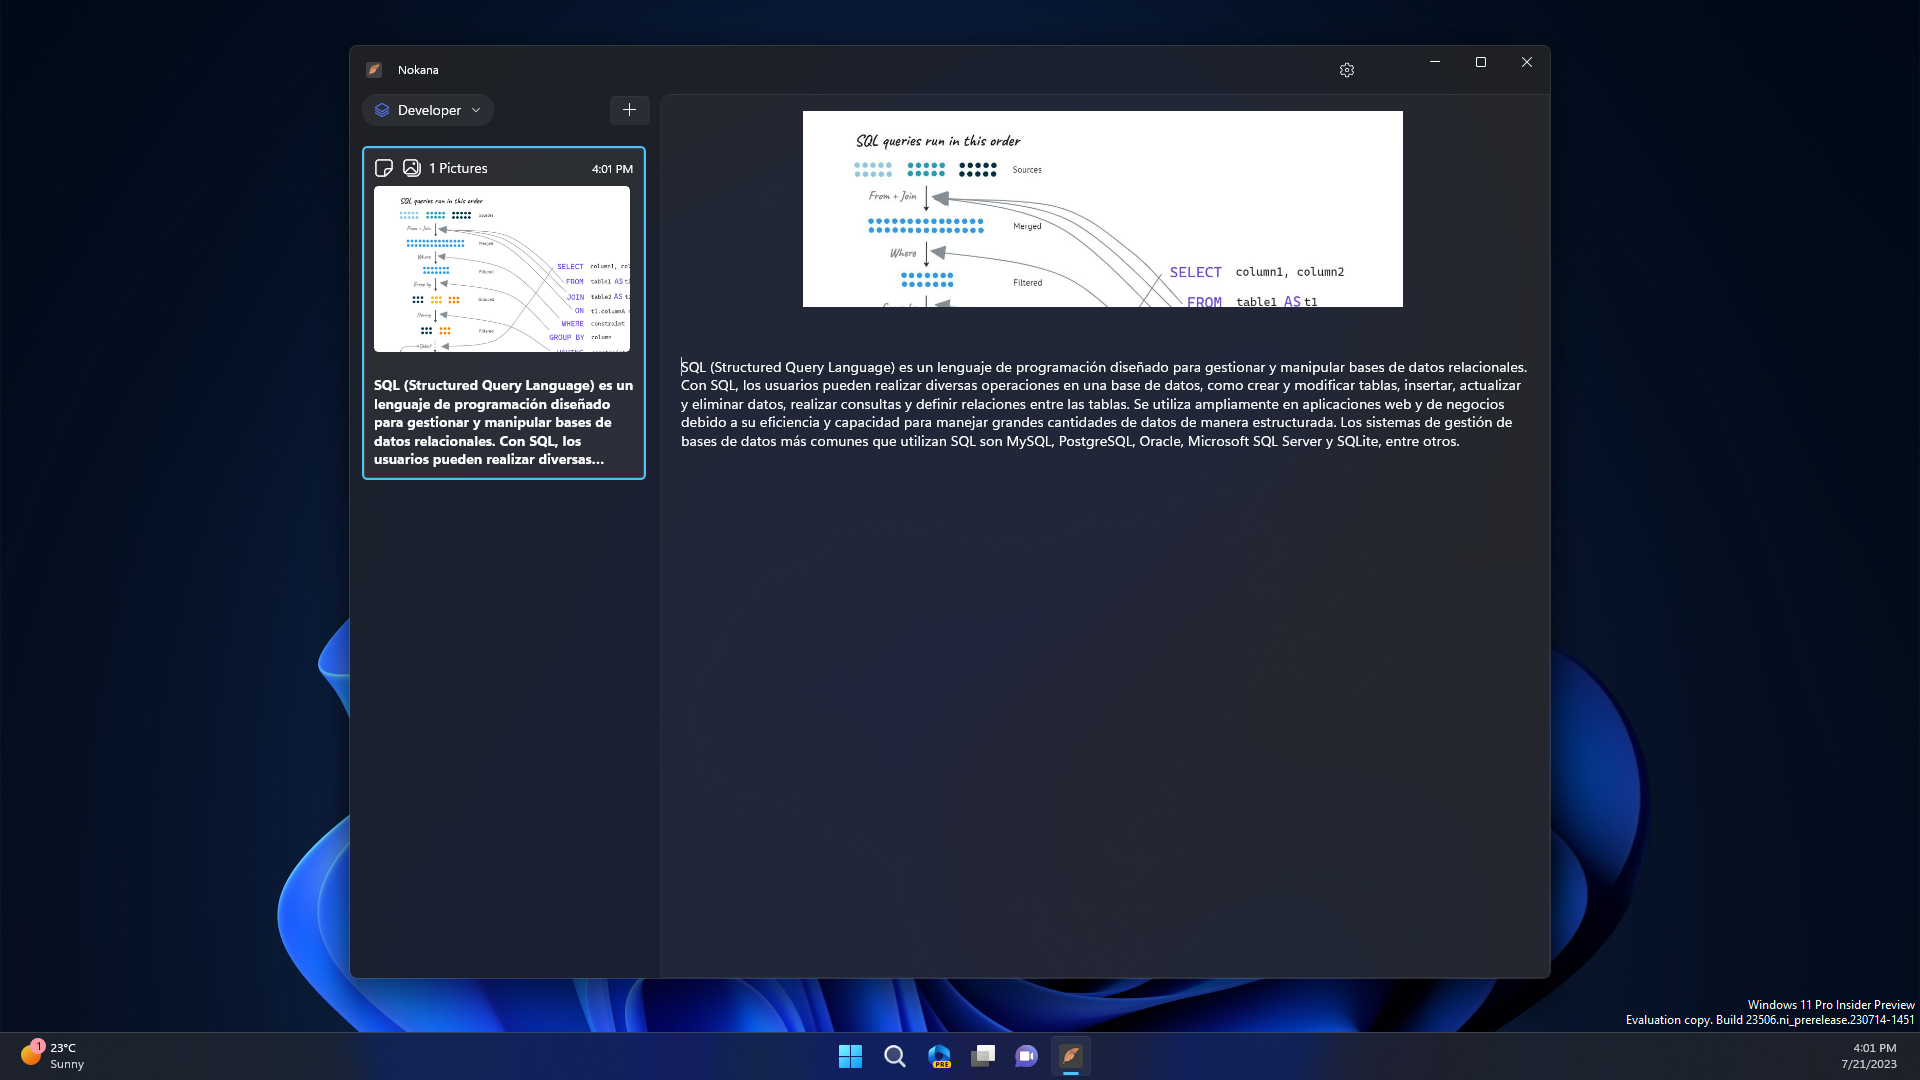 Nokana
Developer
1 Pictures
4:01 PM
SQL queries run in this order
Sources
From + Join
Merged
Where
Filtered
Group by
Grouped
Having
Filtered
Select
SELECT column1, col
FROM table1 AS t1
JOIN table2 AS t
ON t1.columnA
WHERE constraint
GROUP BY column
SQL (Structured Query Language) es un
lenguaje de programación diseñado
para gestionar y manipular bases de
datos relacionales. Con SQL, los
usuarios pueden realizar diversas...
SQL queries run in this order
Sources
From + Join
Merged
Where
Filtered
SELECT column1, column2
FROM table1 AS t1
SQL (Structured Query Language) es un lenguaje de programación diseñado para gestionar y manipular bases de datos relacionales.
Con SQL, los usuarios pueden realizar diversas operaciones en una base de datos, como crear y modificar tablas, insertar, actualizar
y eliminar datos, realizar consultas y definir relaciones entre las tablas. Se utiliza ampliamente en aplicaciones web y de negocios
debido a su eficiencia y capacidad para manejar grandes cantidades de datos de manera estructurada. Los sistemas de gestión de
bases de datos más comunes que utilizan SQL son MySQL, PostgreSQL, Oracle, Microsoft SQL Server y SQLite, entre otros.
Windows 11 Pro Insider Preview
Evaluation copy. Build 23506.ni_prerelease.230714-1451
1
23°C
Sunny
PRE
4:01 PM
7/21/2023